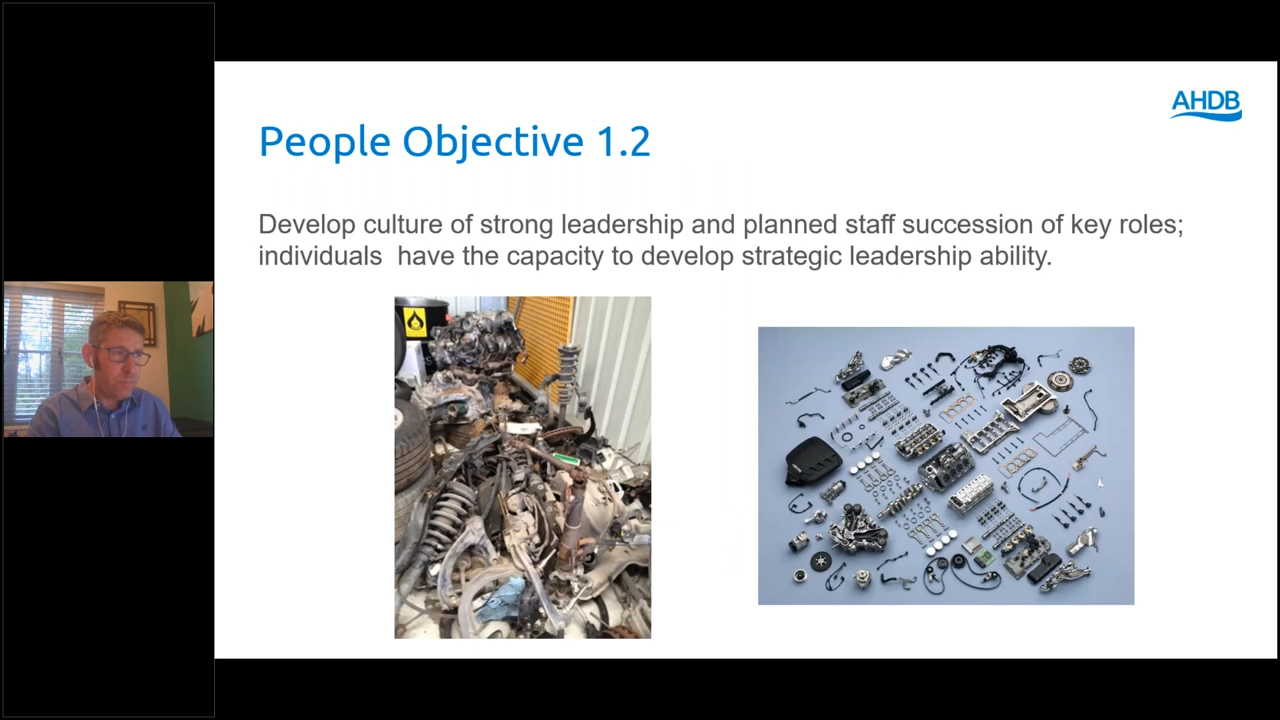 AHDB
People Objective 1.2
Develop culture of strong leadership and planned staff succession of key roles;
individuals  have the capacity to develop strategic leadership ability.